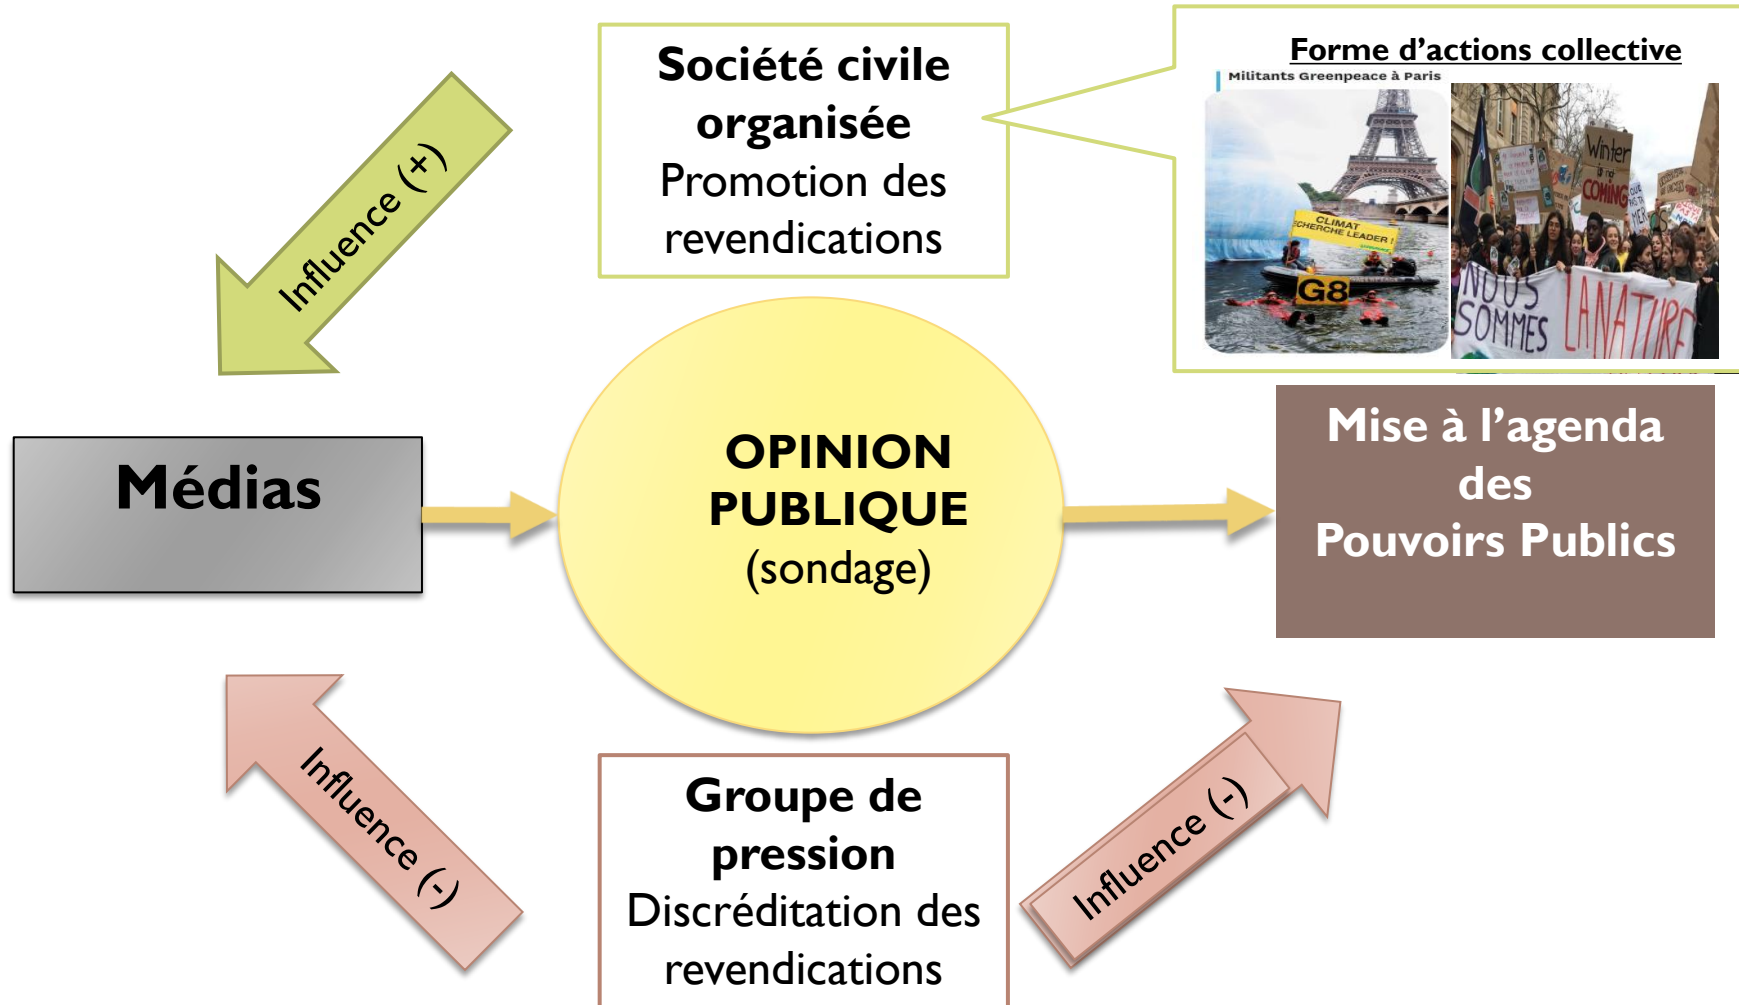 Société civile
organisée
Promotion des
revendications
Forme d’actions collective
Militants Greenpeace à Paris
CLIMAT
CHERCHE LEADER !
G8
Winter
is not
COMING
NOUS
SOMMES
LA NATURE
Influence (+)
Médias
OPINION
PUBLIQUE
(sondage)
Mise à l’agenda
des
Pouvoirs Publics
Influence (-)
Groupe de
pression
Discréditation des
revendications
Influence (-)